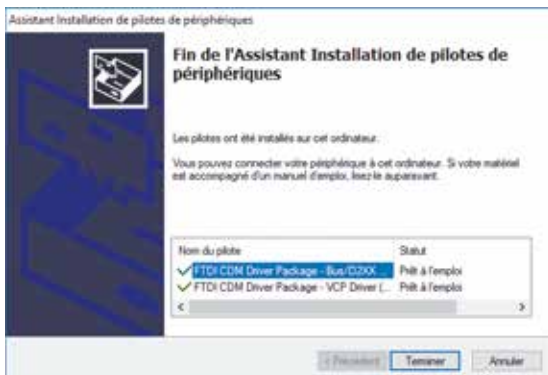 Assistant Installation de pilotes de périphériques
Fin de l'Assistant Installation de pilotes de
périphériques
Les pilotes ont été installés sur cet ordinateur.
Vous pouvez connecter votre périphérique à cet ordinateur. Si votre matériel
est accompagné d'un manuel d'emploi, lisez-le auparavant.
Nom du pilote Statut
FTDI CDM Driver Package - Bus/D2XX ... Prêt à l'emploi
FTDI CDM Driver Package - VCP Driver (... Prêt à l'emploi
< Précédent Terminer Annuler